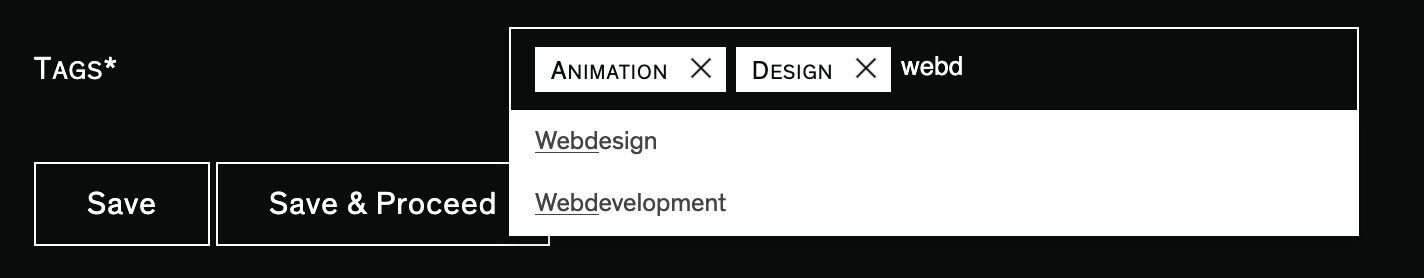 Tags*
Animation Design webd
Webdesign
Webdevelopment
Save Save & Proceed